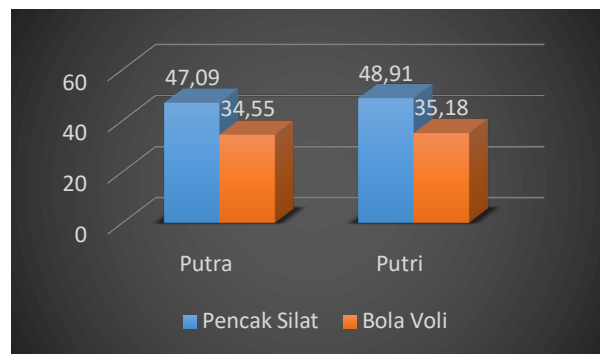 60
40
20
0
47,09
34,55
48,91
35,18
Putra
Putri
Pencak Silat
Bola Voli